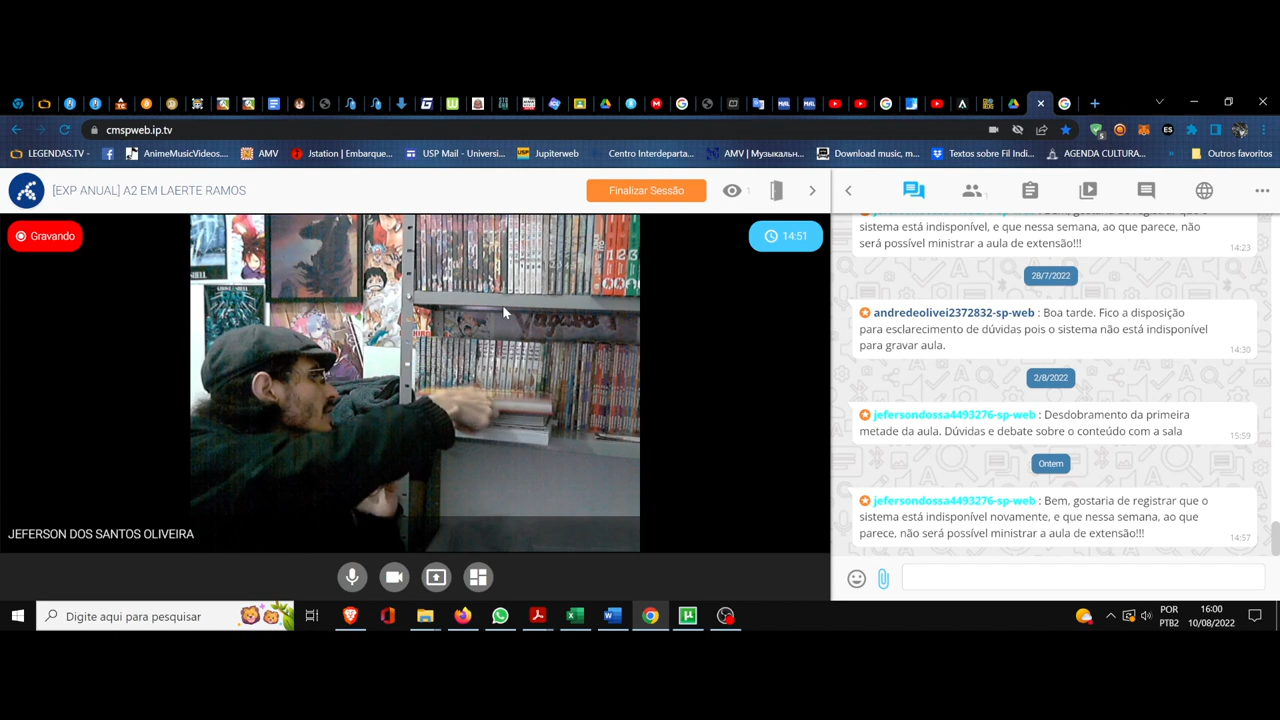 cmspweb.ip.tv
LEGENDAS.TV -
AnimeMusicVideos....
AMV
Jstation | Embarque...
USP Mail - Universi...
Jupiterweb
Centro Interdeparta...
AMV | Музыкальн...
Download music, m...
Textos sobre Fil Indi...
AGENDA CULTURA...
»
Outros favoritos
[EXP ANUAL] A2 EM LAERTE RAMOS
Finalizar Sessão
1
1
Gravando
14:51
JEFERSON DOS SANTOS OLIVEIRA
sistema está indisponível, e que nessa semana, ao que parece, não
será possível ministrar a aula de extensão!!!
14:23
28/7/2022
andredeolivei2372832-sp-web : Boa tarde. Fico a disposição
para esclarecimento de dúvidas pois o sistema não está indisponível
para gravar aula.
14:30
2/8/2022
jefersondossa4493276-sp-web : Desdobramento da primeira
metade da aula. Dúvidas e debate sobre o conteúdo com a sala
15:59
Ontem
jefersondossa4493276-sp-web : Bem, gostaria de registrar que o
sistema está indisponível novamente, e que nessa semana, ao que
parece, não será possível ministrar a aula de extensão!!!
14:57
Digite aqui para pesquisar
POR
PTB2
16:00
10/08/2022